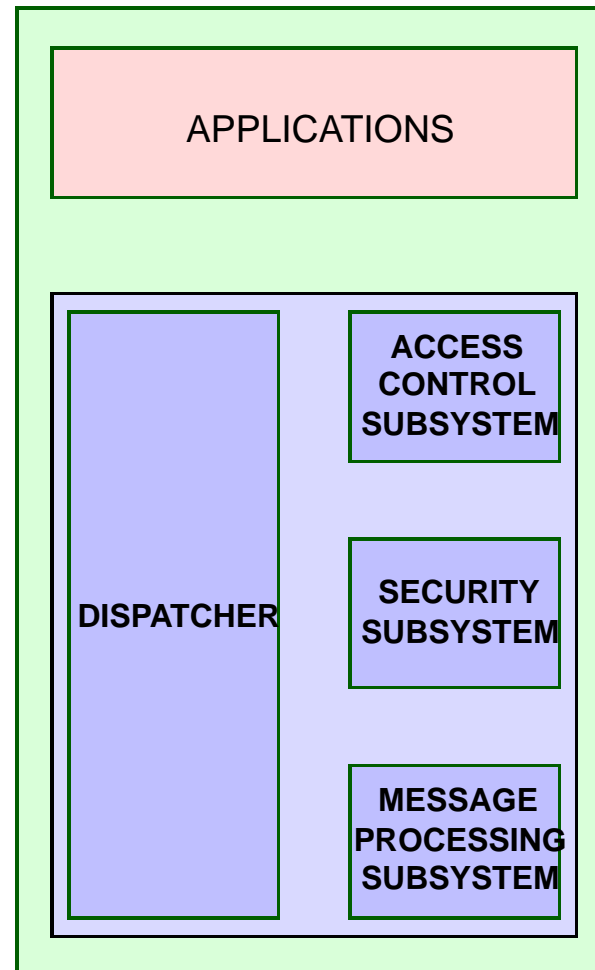 APPLICATIONS
ACCESS
CONTROL
SUBSYSTEM
DISPATCHER
SECURITY
SUBSYSTEM
MESSAGE
PROCESSING
SUBSYSTEM